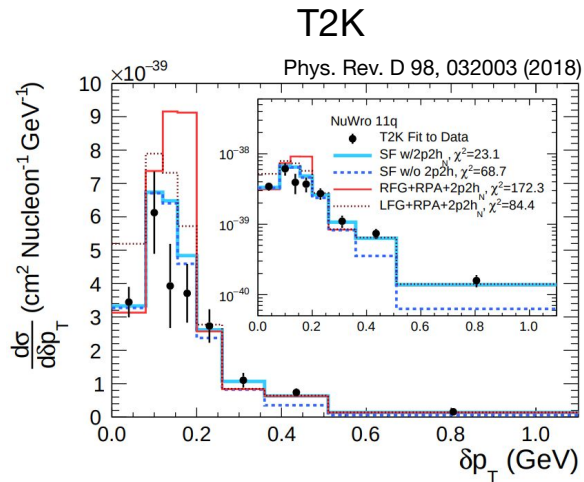 T2K
Phys. Rev. D 98, 032003 (2018)
×10⁻³⁹
10
9
8
7
6
5
4
3
2
1
0
dσ/dδp_T (cm² Nucleon⁻¹ GeV⁻¹)
NuWro 11q
T2K Fit to Data
SF w/2p2h_N, χ²=23.1
SF w/o 2p2h, χ²=68.7
RFG+RPA+2p2h_N, χ²=172.3
LFG+RPA+2p2h_N, χ²=84.4
10⁻³⁸
10⁻³⁹
10⁻⁴⁰
0.0 0.2 0.4 0.6 0.8 1.0
0.0 0.2 0.4 0.6 0.8 1.0
δp_T (GeV)